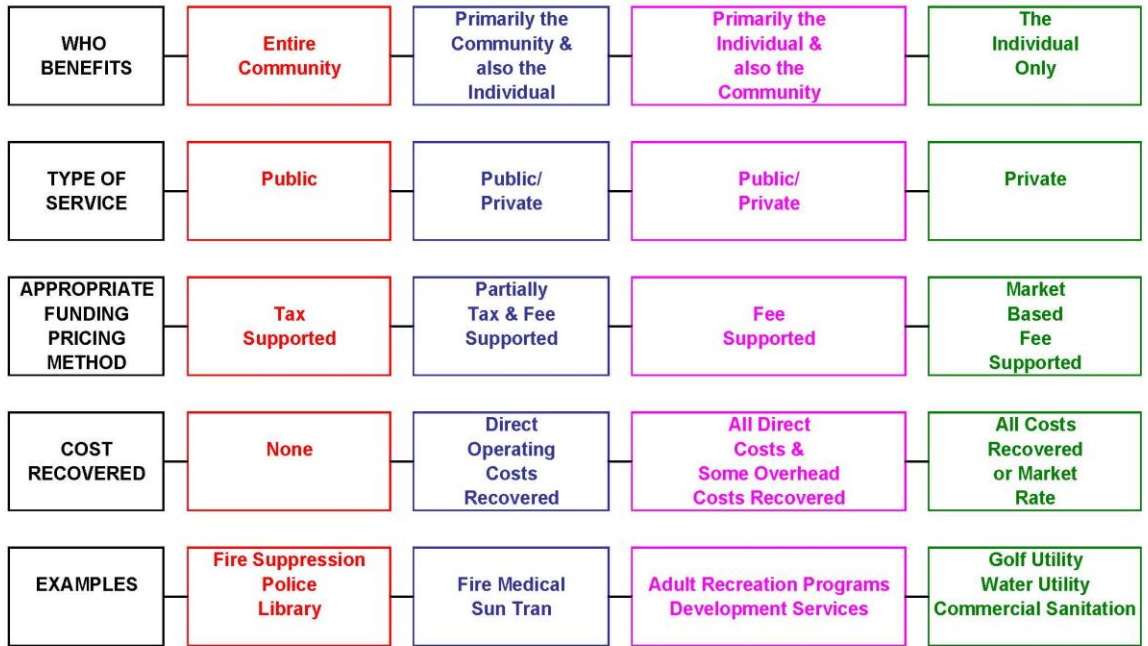 WHO
BENEFITS
Entire
Community
Primarily the
Community &
also the
Individual
Primarily the
Individual &
also the
Community
The
Individual
Only
TYPE OF
SERVICE
Public
Public/
Private
Public/
Private
Private
APPROPRIATE
FUNDING
PRICING
METHOD
Tax
Supported
Partially
Tax & Fee
Supported
Fee
Supported
Market
Based
Fee
Supported
COST
RECOVERED
None
Direct
Operating
Costs
Recovered
All Direct
Costs &
Some Overhead
Costs Recovered
All Costs
Recovered
or Market
Rate
EXAMPLES
Fire Suppression
Police
Library
Fire Medical
Sun Tran
Adult Recreation Programs
Development Services
Golf Utility
Water Utility
Commercial Sanitation